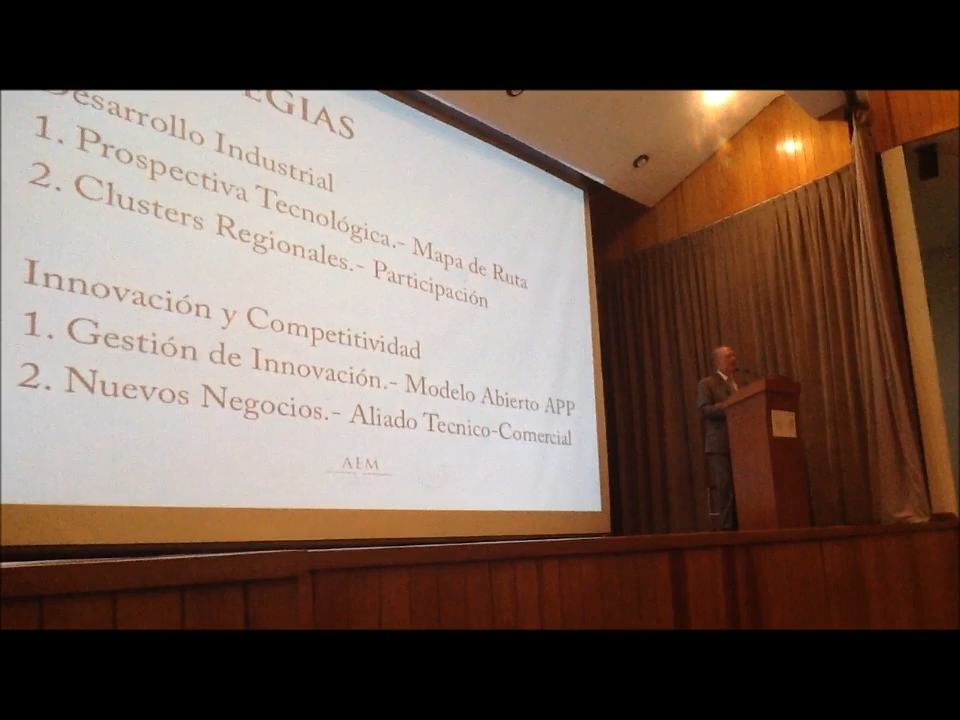 Desarrollo Industrial
1. Prospectiva Tecnológica.- Mapa de Ruta
2. Clusters Regionales.- Participación
Innovación y Competitividad
1. Gestión de Innovación.- Modelo Abierto APP
2. Nuevos Negocios.- Aliado Tecnico-Comercial
AEM